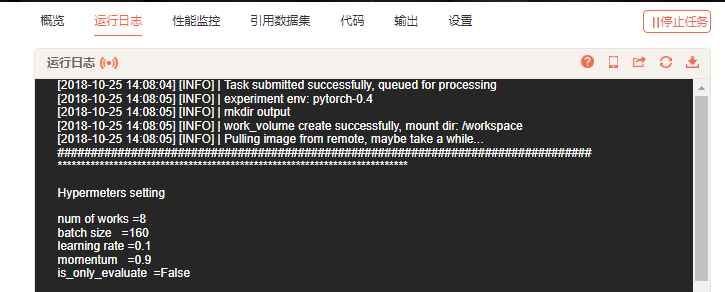 概览 运行日志 性能监控 引用数据集 代码 输出 设置 停止任务
运行日志
[2018-10-25 14:08:04] [INFO] | Task submitted successfully, queued for processing
[2018-10-25 14:08:05] [INFO] | experiment env: pytorch-0.4
[2018-10-25 14:08:05] [INFO] | mkdir output
[2018-10-25 14:08:05] [INFO] | work_volume create successfully, mount dir: /workspace
[2018-10-25 14:08:05] [INFO] | Pulling image from remote, maybe take a while...
################################################################################
****************************************************************************
Hypermeters setting
num of works =8
batch size =160
learning rate =0.1
momentum =0.9
is_only_evaluate =False